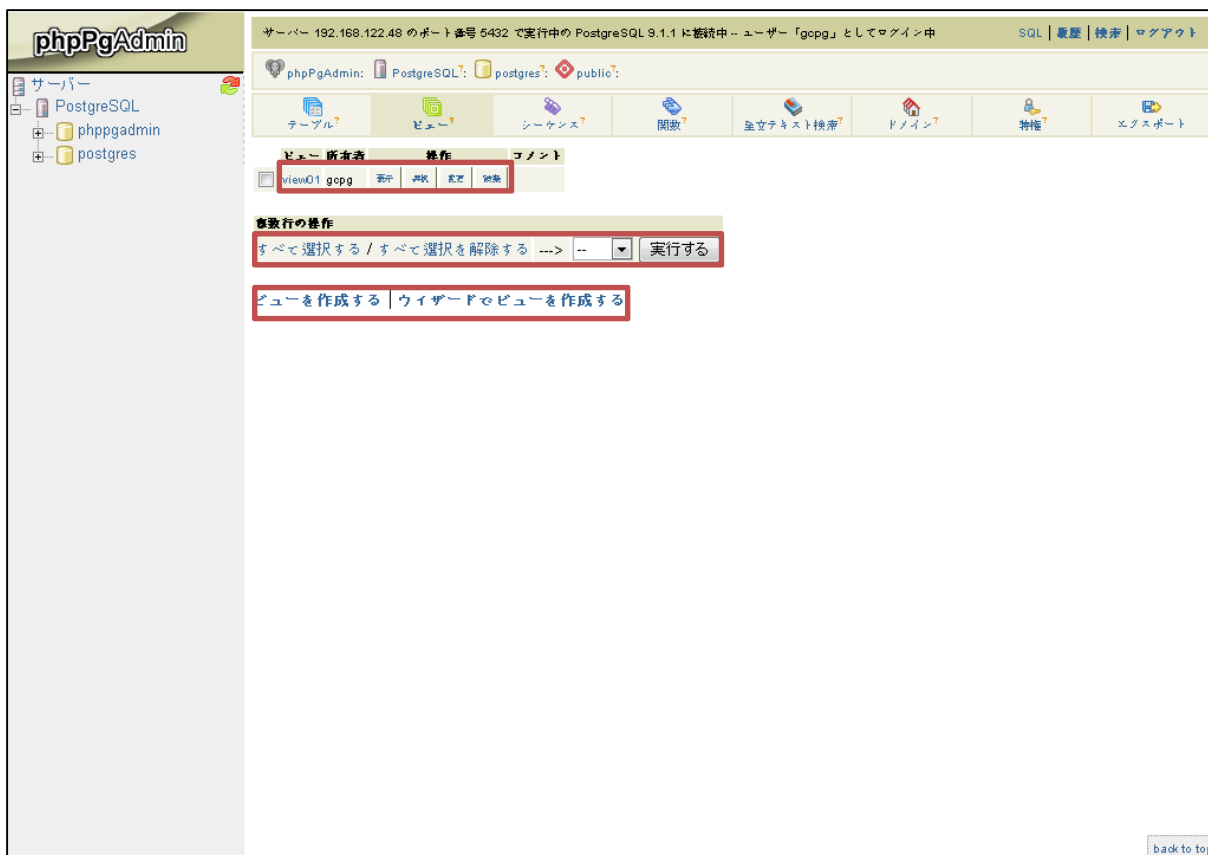 phpPgAdmin
サーバー 192.168.122.48 のポート番号 5432 で実行中の PostgreSQL 9.1.1 に接続中 -- ユーザー「gcpg」としてログイン中
SQL | 履歴 | 検索 | ログアウト
サーバー
PostgreSQL
phppgadmin
postgres
phpPgAdmin: PostgreSQL?: postgres?: public?:
テーブル? ビュー? シーケンス? 関数? 全文テキスト検索? ドメイン? 特権? エクスポート
ビュー 所有者 操作 コメント
view01 gcpg 表示 選択 変更 破棄
複数行の操作
すべて選択する / すべて選択を解除する ---> -- 実行する
ビューを作成する | ウィザードでビューを作成する
back to top